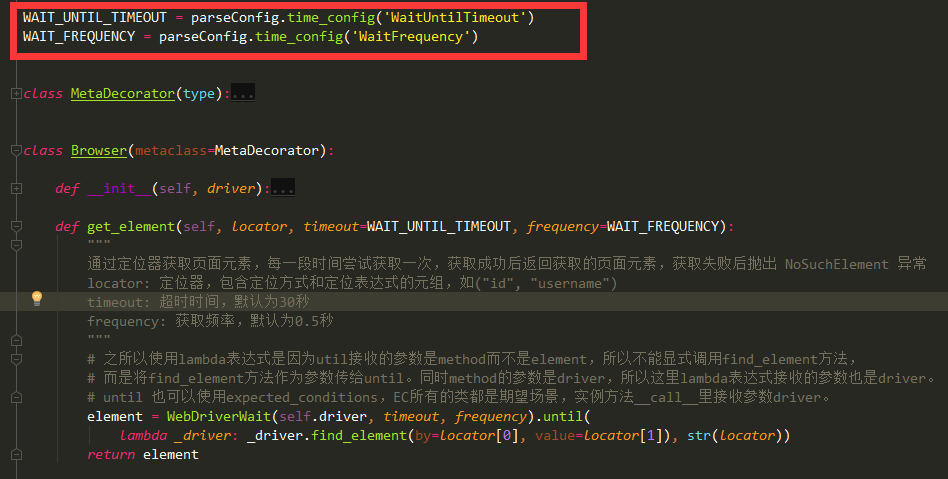 WAIT_UNTIL_TIMEOUT = parseConfig.time_config('WaitUntilTimeout')
WAIT_FREQUENCY = parseConfig.time_config('WaitFrequency')
class MetaDecorator(type):...
class Browser(metaclass=MetaDecorator):
def __init__(self, driver):...
def get_element(self, locator, timeout=WAIT_UNTIL_TIMEOUT, frequency=WAIT_FREQUENCY):
"""
通过定位器获取页面元素，每一段时间尝试获取一次，获取成功后返回获取的页面元素，获取失败后抛出 NoSuchElement 异常
locator: 定位器，包含定位方式和定位表达式的元组，如("id", "username")
timeout: 超时时间，默认为30秒
frequency: 获取频率，默认为0.5秒
"""
# 之所以使用lambda表达式是因为util接收的参数是method而不是element，所以不能显式调用find_element方法，
# 而是将find_element方法作为参数传给until。同时method的参数是driver，所以这里lambda表达式接收的参数也是driver。
# until 也可以使用expected_conditions，EC所有的类都是期望场景，实例方法__call__里接收参数driver。
element = WebDriverWait(self.driver, timeout, frequency).until(
lambda _driver: _driver.find_element(by=locator[0], value=locator[1]), str(locator))
return element